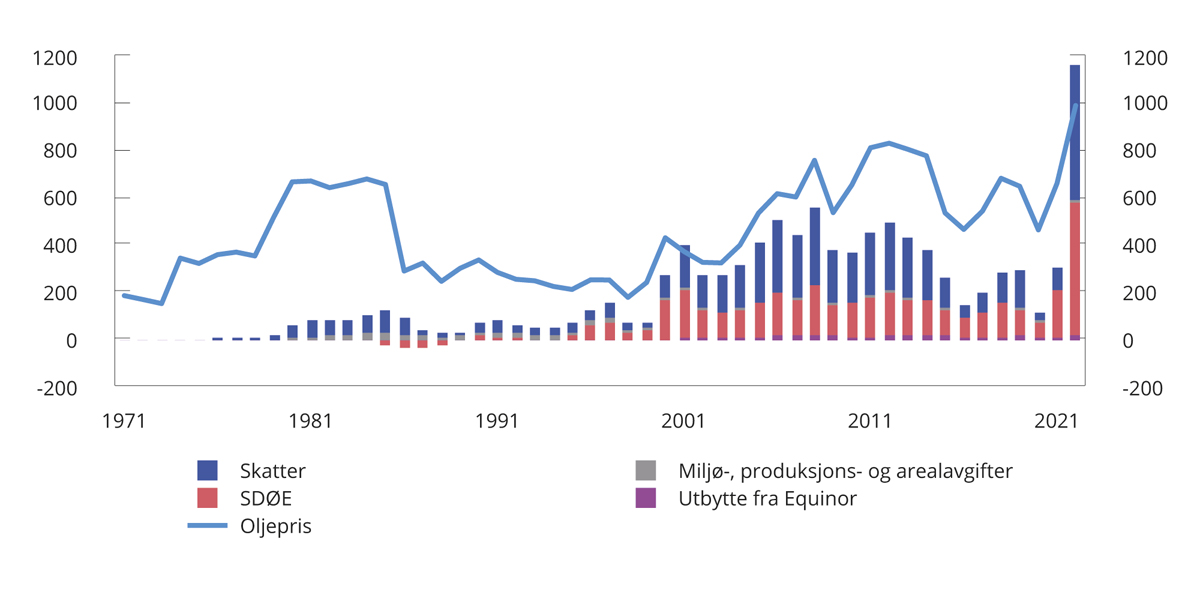 1200 1200
1000 1000
800 800
600 600
400 400
200 200
0 0
-200 -200
1971 1981 1991 2001 2011 2021
Skatter
SDØE
Oljepris
Miljø-, produksjons- og arealavgifter
Utbytte fra Equinor